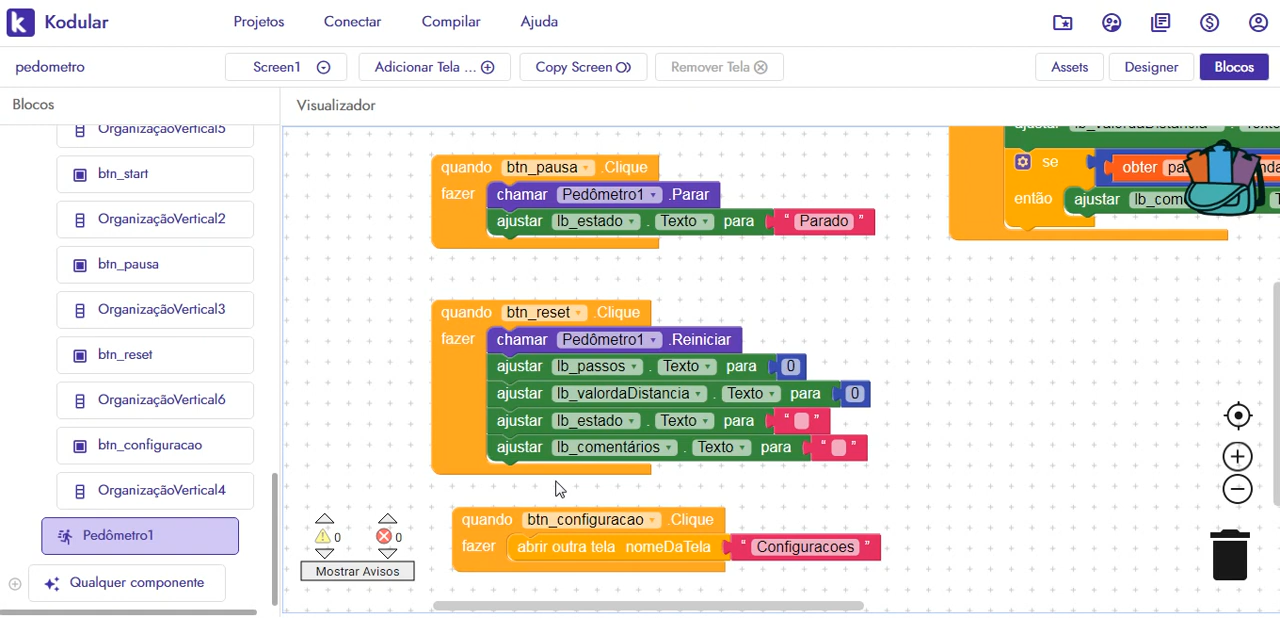 Kodular
Projetos Conectar Compilar Ajuda
pedometro Screen1 Adicionar Tela ... Copy Screen Remover Tela Assets Designer Blocos
Blocos
Visualizador
OrganizaçãoVertical5
btn_start
OrganizaçãoVertical2
btn_pausa
OrganizaçãoVertical3
btn_reset
OrganizaçãoVertical6
btn_configuracao
OrganizaçãoVertical4
Pedômetro1
Qualquer componente
quando btn_pausa .Clique
fazer chamar Pedômetro1 .Parar
ajustar lb_estado . Texto para " Parado "
quando btn_reset .Clique
fazer chamar Pedômetro1 .Reiniciar
ajustar lb_passos . Texto para 0
ajustar lb_valordaDistancia . Texto para 0
ajustar lb_estado . Texto para " "
ajustar lb_comentários . Texto para " "
quando btn_configuracao .Clique
fazer abrir outra tela nomeDaTela " Configuracoes "
ajustar lb_valordaDistancia
se obter
então ajustar
0 0
Mostrar Avisos